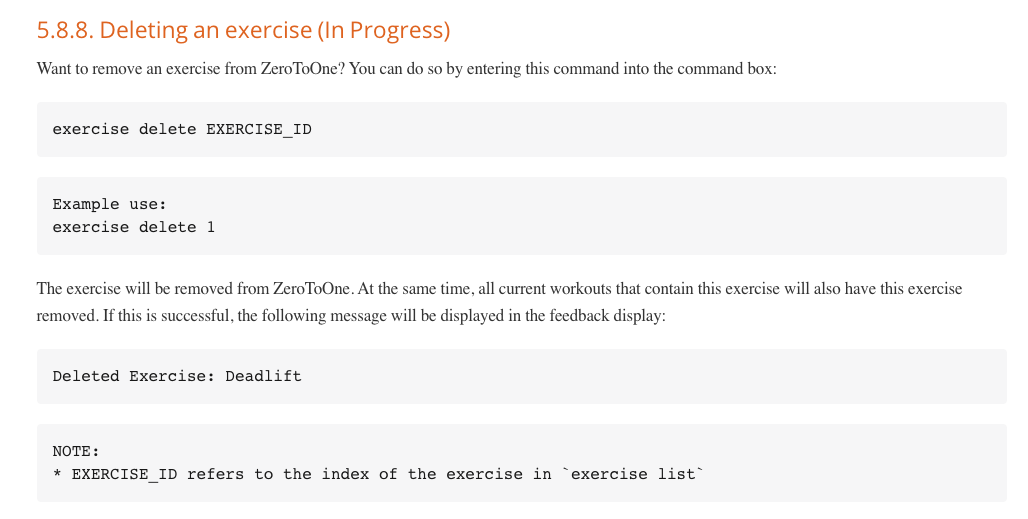 5.8.8. Deleting an exercise (In Progress)
Want to remove an exercise from ZeroToOne? You can do so by entering this command into the command box:
exercise delete EXERCISE_ID
Example use:
exercise delete 1
The exercise will be removed from ZeroToOne. At the same time, all current workouts that contain this exercise will also have this exercise
removed. If this is successful, the following message will be displayed in the feedback display:
Deleted Exercise: Deadlift
NOTE:
* EXERCISE_ID refers to the index of the exercise in `exercise list`